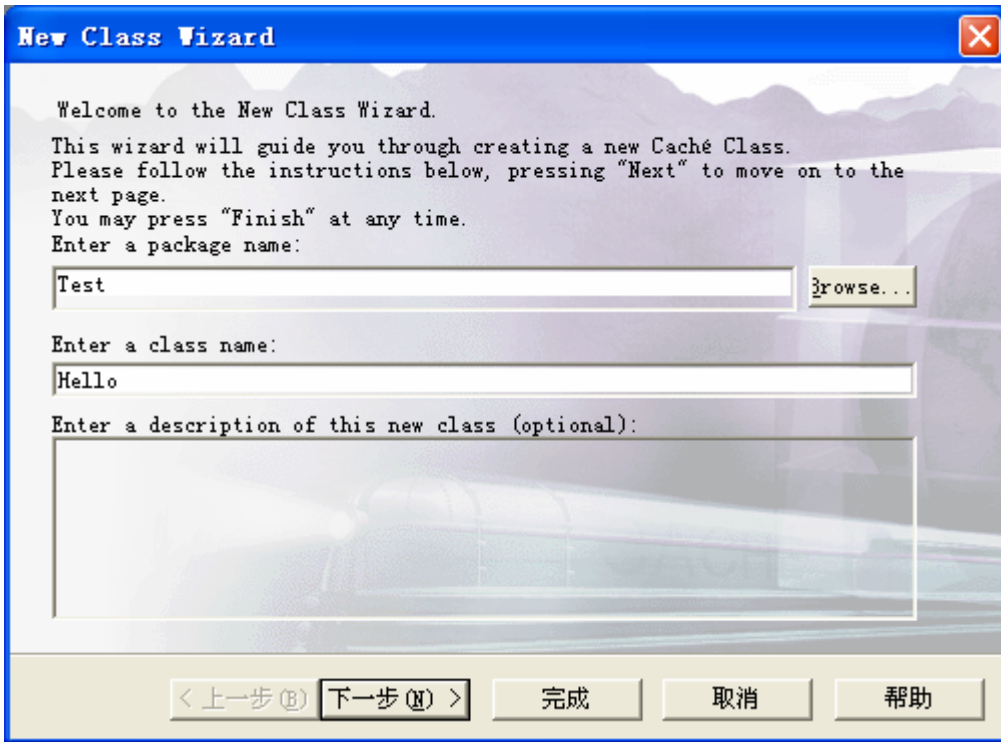 New Class Wizard
Welcome to the New Class Wizard.
This wizard will guide you through creating a new Caché Class.
Please follow the instructions below, pressing "Next" to move on to the
next page.
You may press "Finish" at any time.
Enter a package name:
Test
Browse...
Enter a class name:
Hello
Enter a description of this new class (optional):
< 上一步(B) 下一步(N) > 完成 取消 帮助